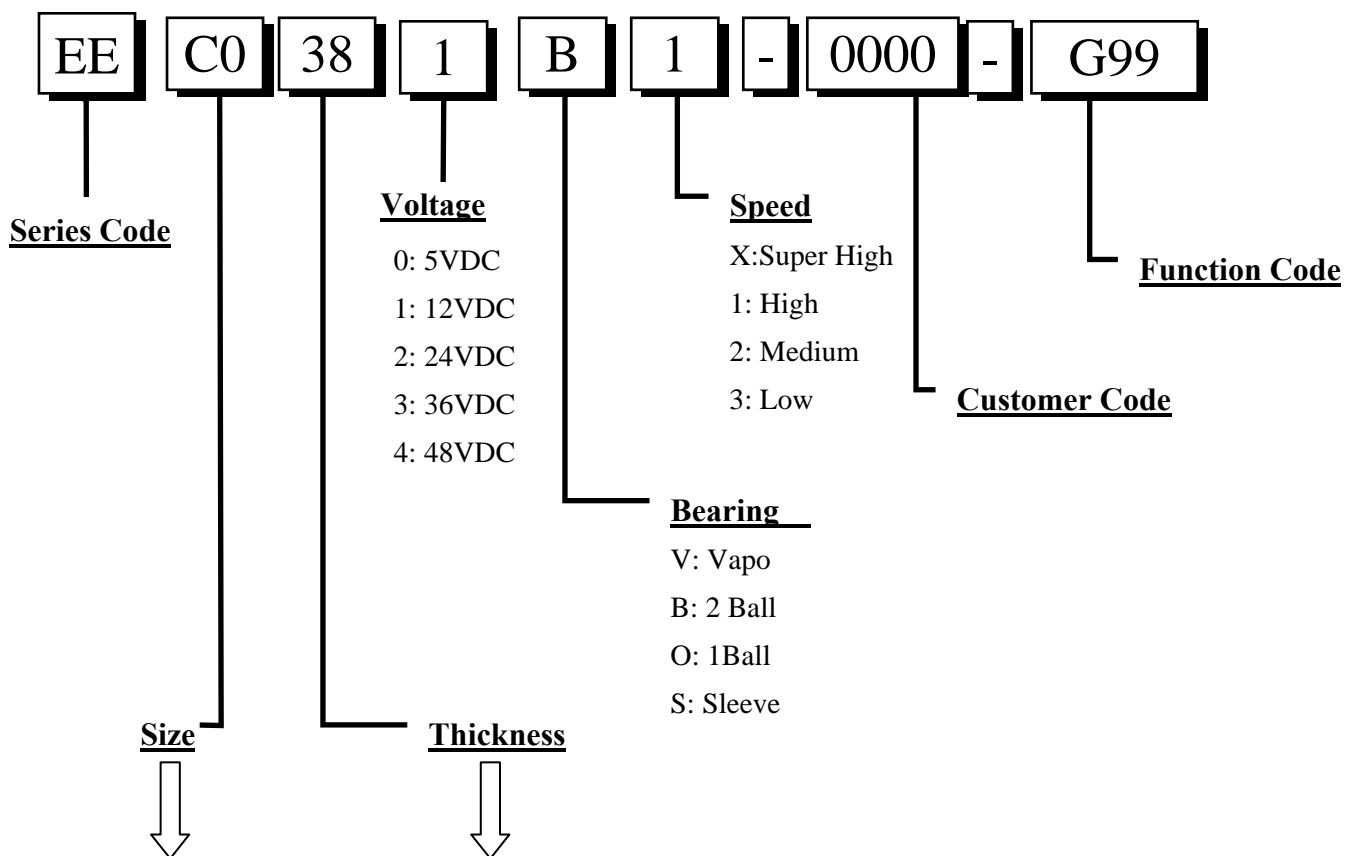 EE C0 38 1 B 1 - 0000 - G99
Series Code
Voltage
0: 5VDC
1: 12VDC
2: 24VDC
3: 36VDC
4: 48VDC
Speed
X:Super High
1: High
2: Medium
3: Low
Function Code
Customer Code
Bearing
V: Vapo
B: 2 Ball
O: 1Ball
S: Sleeve
Size
Thickness